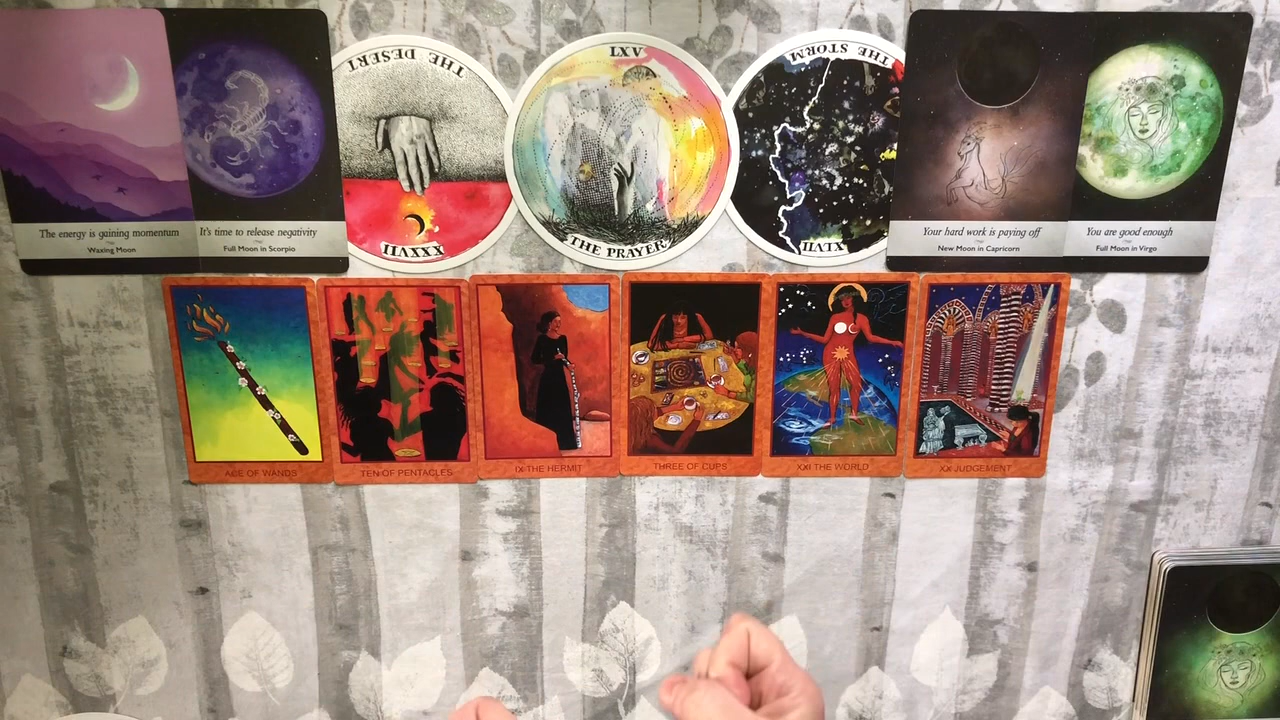 THE DESERT
XXXVII
LXV
THE PRAYER
THE STORM
XLVII
The energy is gaining momentum
Waxing Moon
It's time to release negativity
Full Moon in Scorpio
Your hard work is paying off
New Moon in Capricorn
You are good enough
Full Moon in Virgo
ACE OF WANDS
TEN OF PENTACLES
IX THE HERMIT
THREE OF CUPS
XXI THE WORLD
XX JUDGEMENT